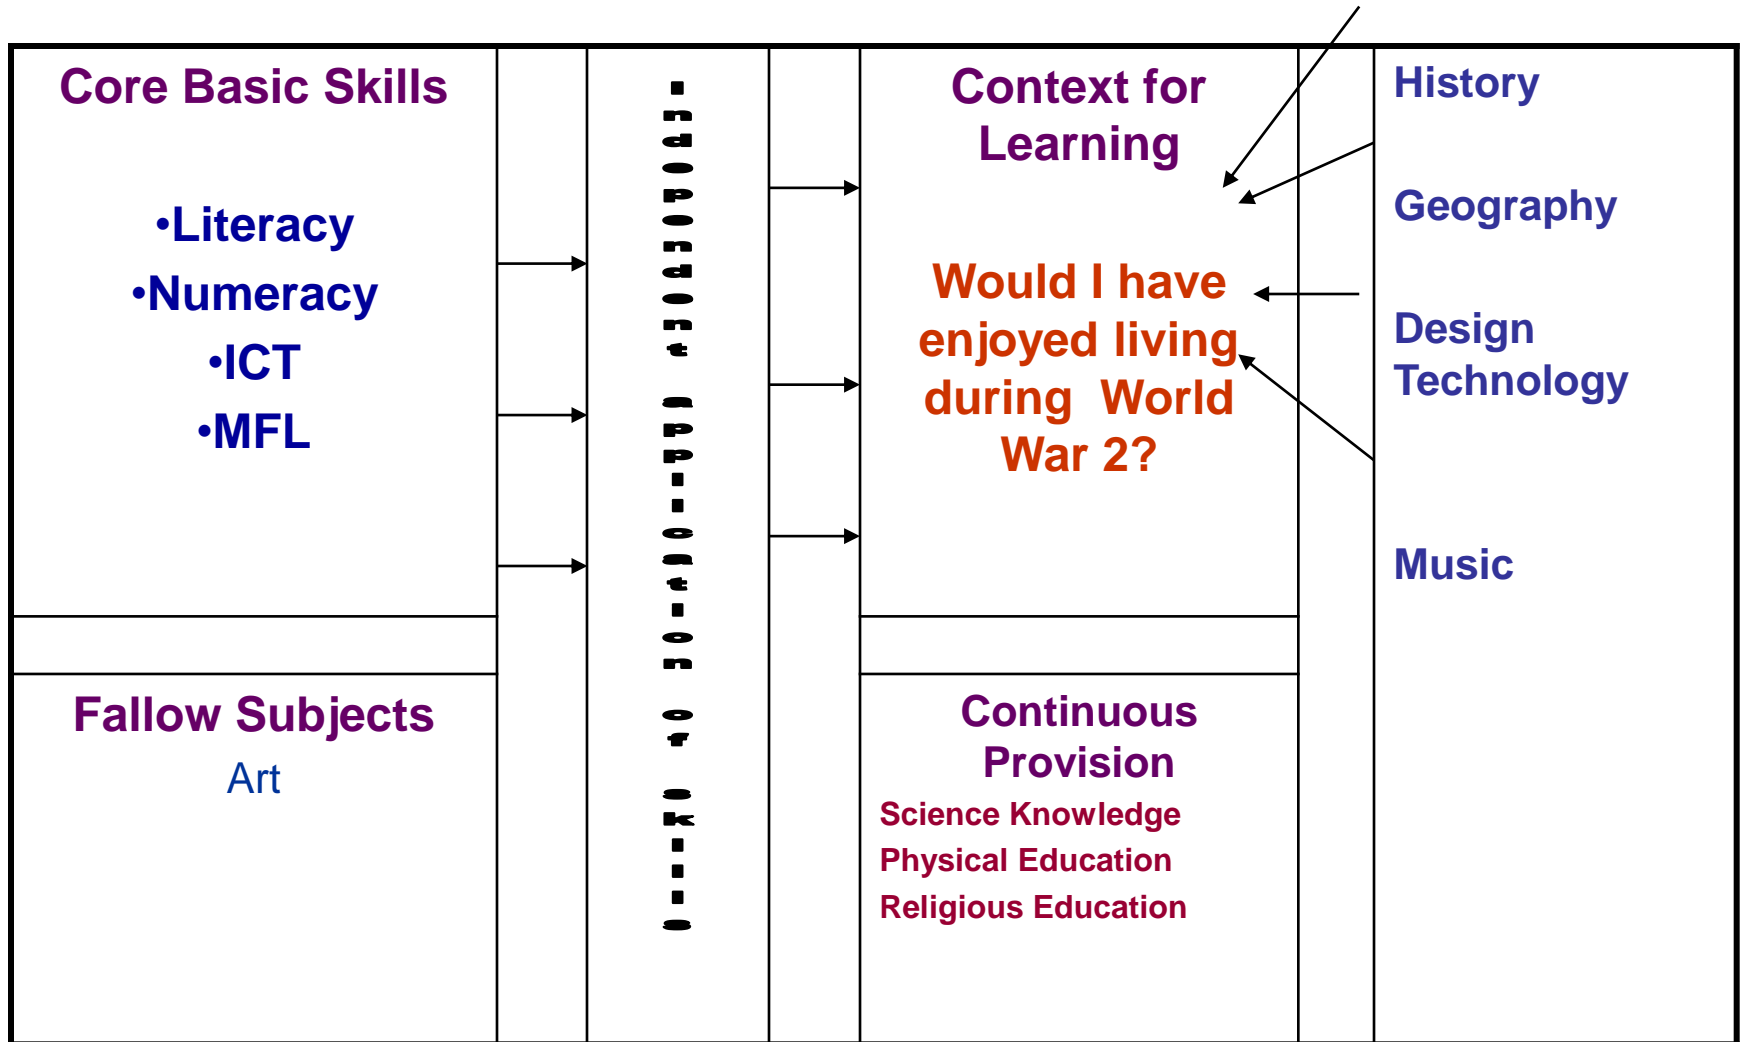 Core Basic Skills
•Literacy
•Numeracy
•ICT
•MFL
Fallow Subjects
Art
independent application of skills
Context for
Learning
Would I have
enjoyed living
during World
War 2?
Continuous
Provision
Science Knowledge
Physical Education
Religious Education
History
Geography
Design
Technology
Music